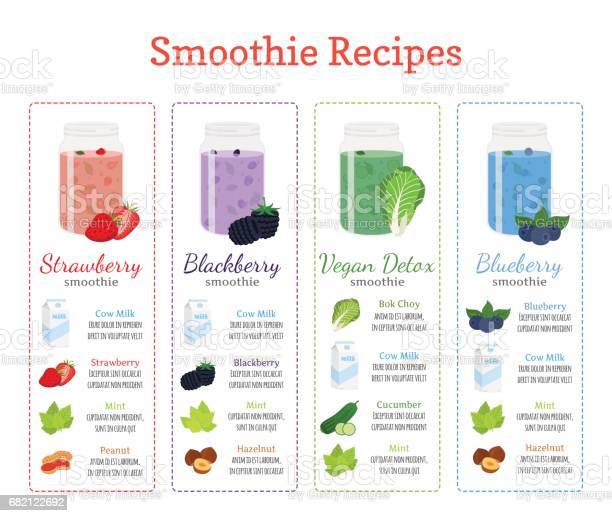 Smoothie Recipes
Strawberry
smoothie
Cow Milk
IRURE DOLOR IN REPREHEN
DERIT IN VOLUPTATE VELIT
Strawberry
EXCEPTEUR SINT OCCAECAT
CUPIDATAT NON PROIDENT
Mint
CUPIDATAT NON PROIDENT,
SUNT IN CULPA QUI
Peanut
ANIM ID EST LABORUM,
IN EXCEPTEUR SINT OCCAECAT
Blackberry
smoothie
Cow Milk
IRURE DOLOR IN REPREHEN
DERIT IN VOLUPTATE VELIT
Blackberry
EXCEPTEUR SINT OCCAECAT
CUPIDATAT NON PROIDENT
Mint
CUPIDATAT NON PROIDENT,
SUNT IN CULPA QUI
Hazelnut
ANIM ID EST LABORUM,
IN EXCEPTEUR SINT OCCAECAT
Vegan Detox
smoothie
Bok Choy
ANIM ID EST LABORUM,
IN EXCEPTEUR SINT OCCAECAT
Cow Milk
IRURE DOLOR IN REPREHEN
DERIT IN VOLUPTATE VELIT
Cucumber
EXCEPTEUR SINT OCCAECAT
CUPIDATAT NON PROIDENT
Mint
CUPIDATAT NON PROIDENT,
SUNT IN CULPA QUI
Blueberry
smoothie
Blueberry
EXCEPTEUR SINT OCCAECAT
CUPIDATAT NON PROIDENT
Cow Milk
IRURE DOLOR IN REPREHEN
DERIT IN VOLUPTATE VELIT
Mint
CUPIDATAT NON PROIDENT,
SUNT IN CULPA QUI
Hazelnut
ANIM ID EST LABORUM,
IN EXCEPTEUR SINT OCCAECAT
MILK
MILK
MILK
MILK
iStock
by Getty Images
682122692